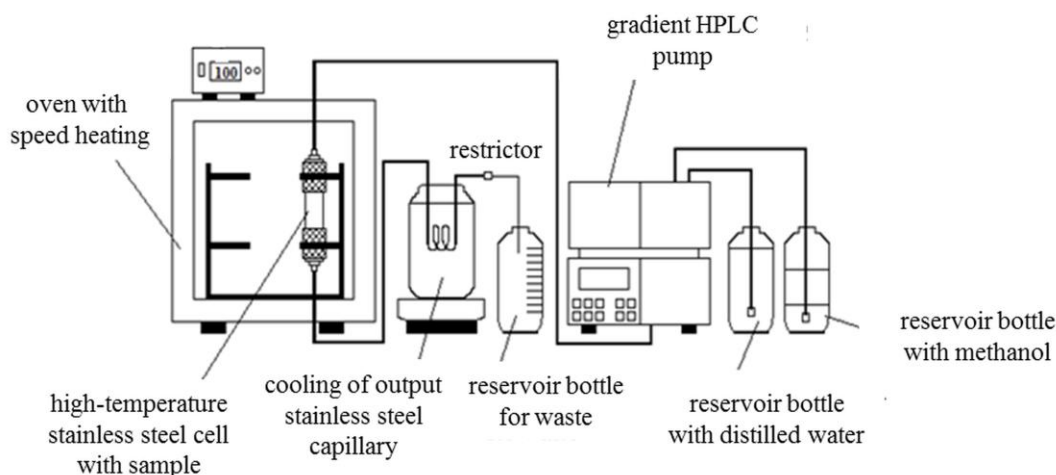 gradient HPLC
pump
100
oven with
speed heating
restrictor
reservoir bottle
with methanol
high-temperature
stainless steel cell
with sample
cooling of output
stainless steel
capillary
reservoir bottle
for waste
reservoir bottle
with distilled water